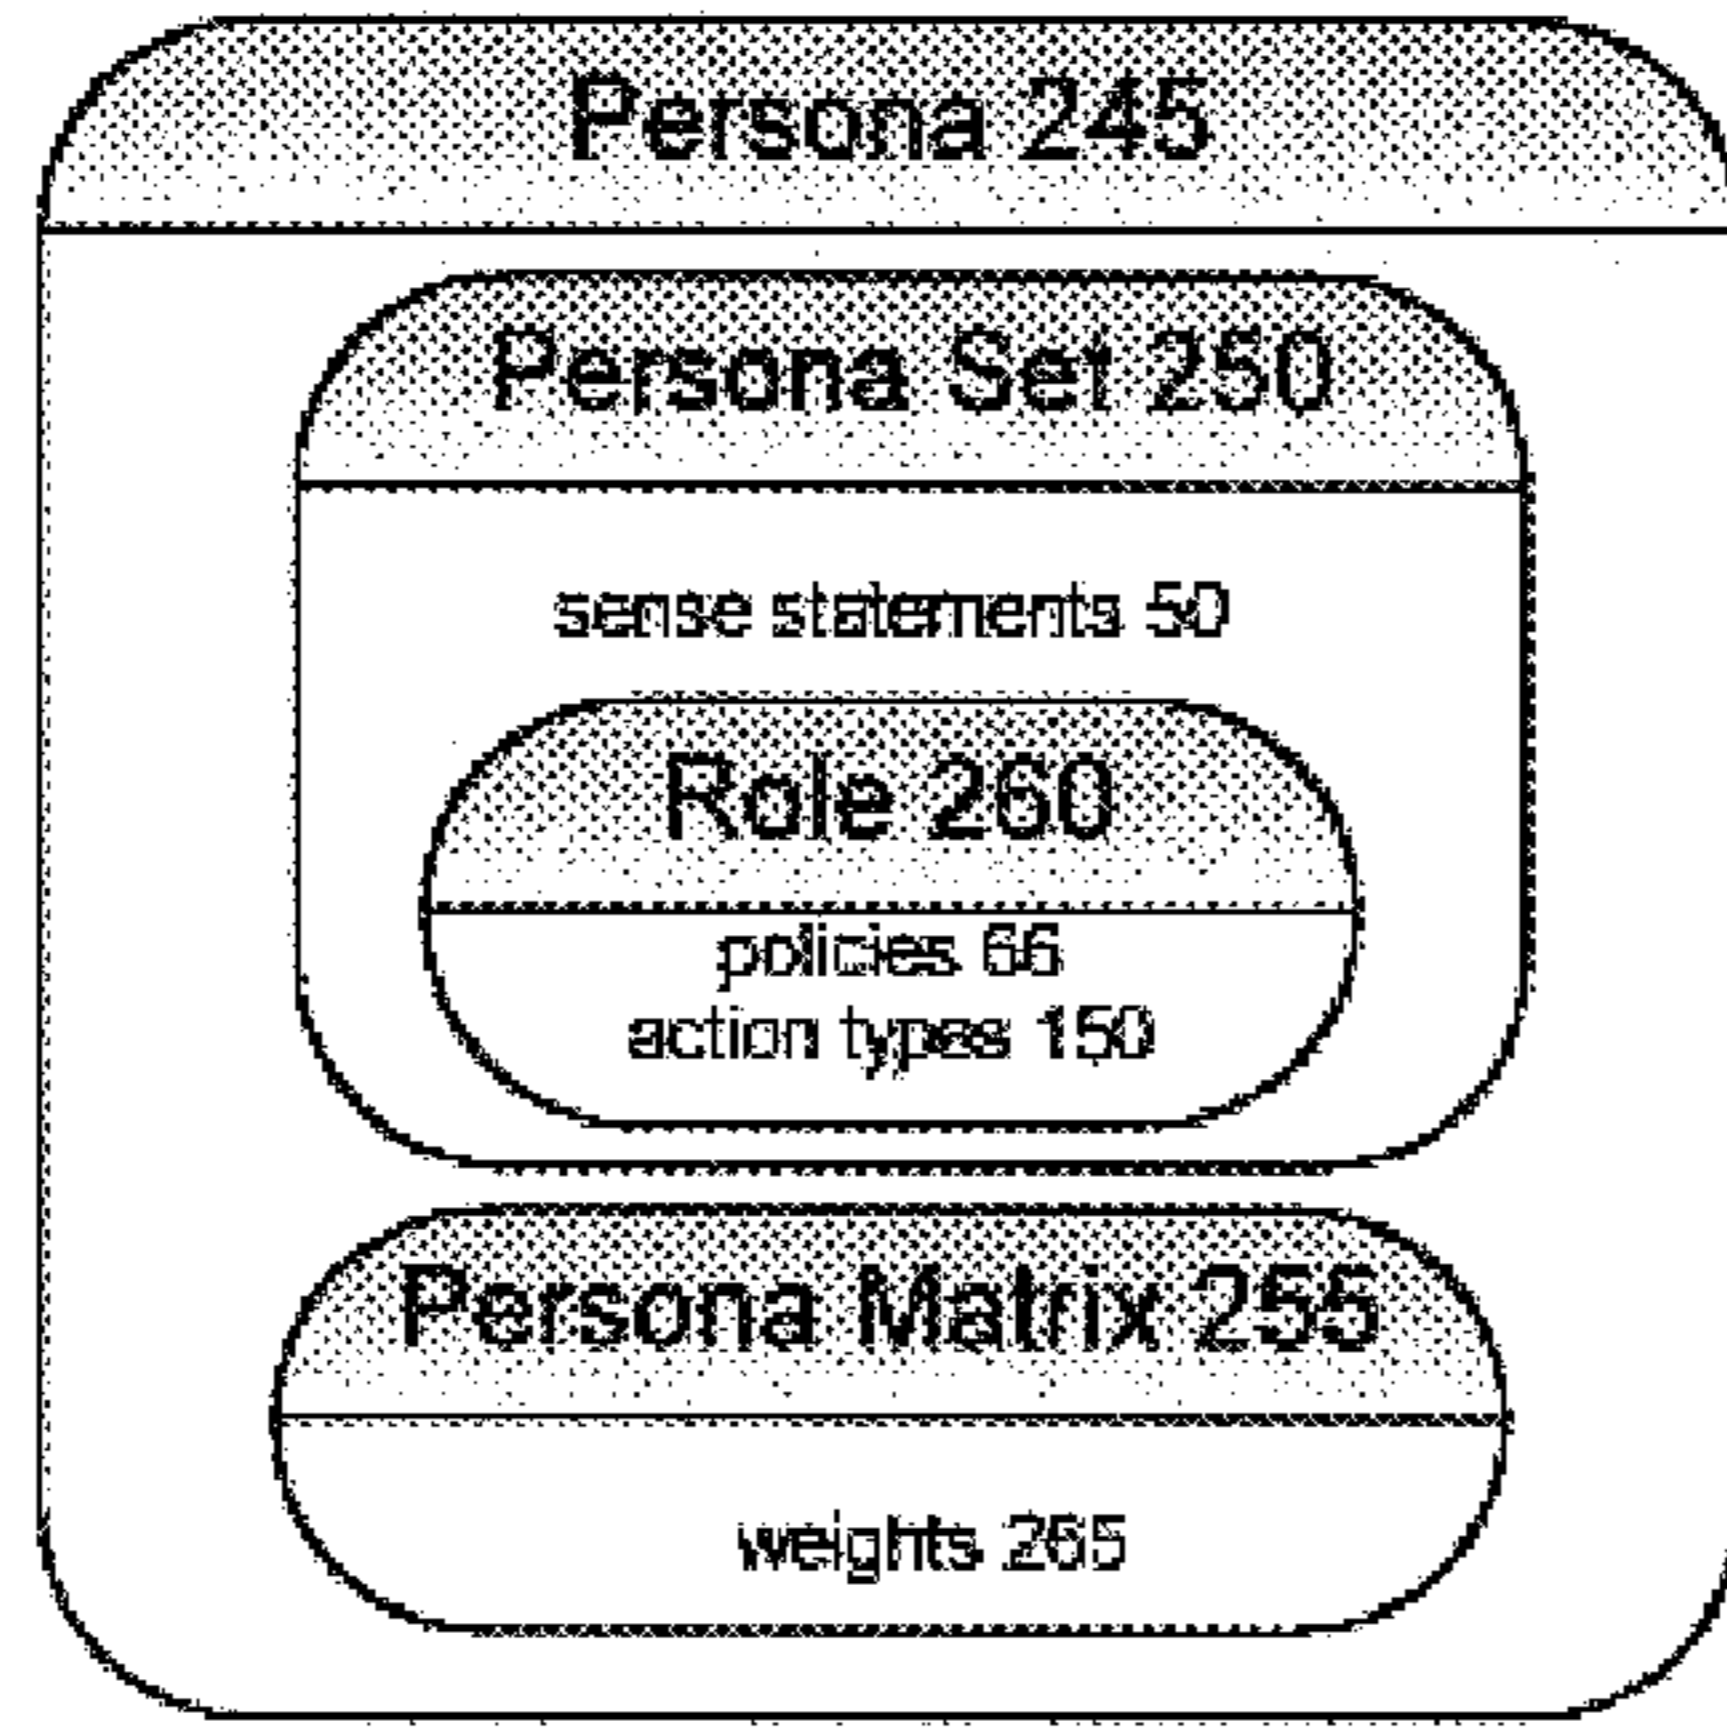 Persona 245
Persona Set 250
sense statements 50
Role 260
policies 66
action types 150
Persona Matrix 255
weights 265